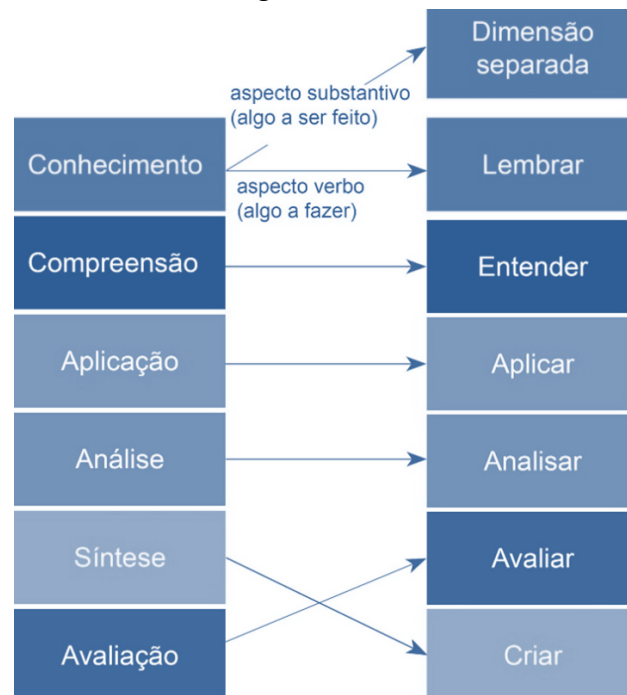 Dimensão
separada
aspecto substantivo
(algo a ser feito)
Conhecimento
Lembrar
aspecto verbo
(algo a fazer)
Compreensão
Entender
Aplicação
Aplicar
Análise
Analisar
Síntese
Avaliar
Avaliação
Criar